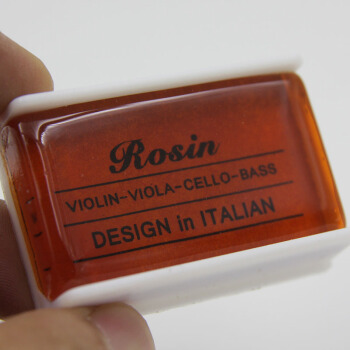 Rosin
VIOLIN-VIOLA-CELLO-BASS
DESIGN in ITALIAN